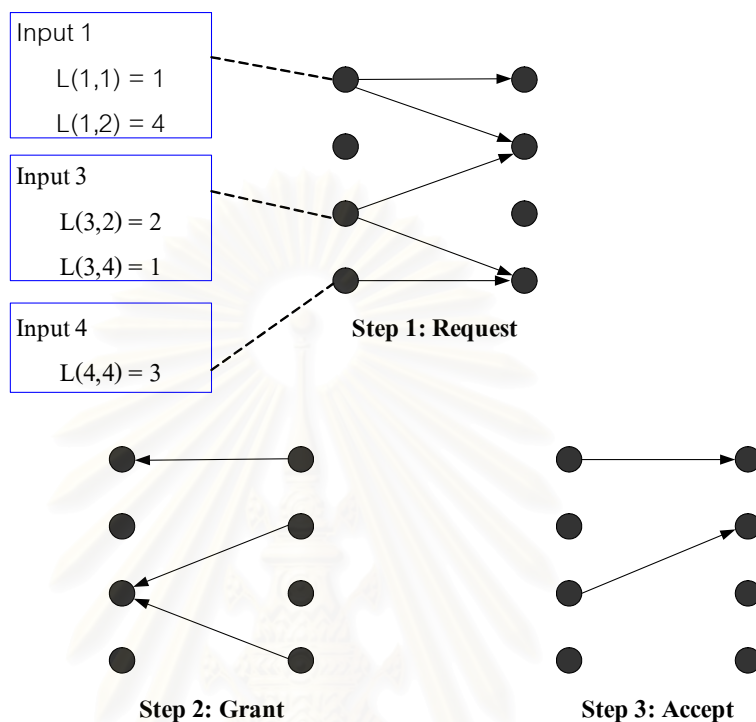 Input 1
L(1,1) = 1
L(1,2) = 4
Input 3
L(3,2) = 2
L(3,4) = 1
Input 4
L(4,4) = 3
Step 1: Request
Step 2: Grant
Step 3: Accept